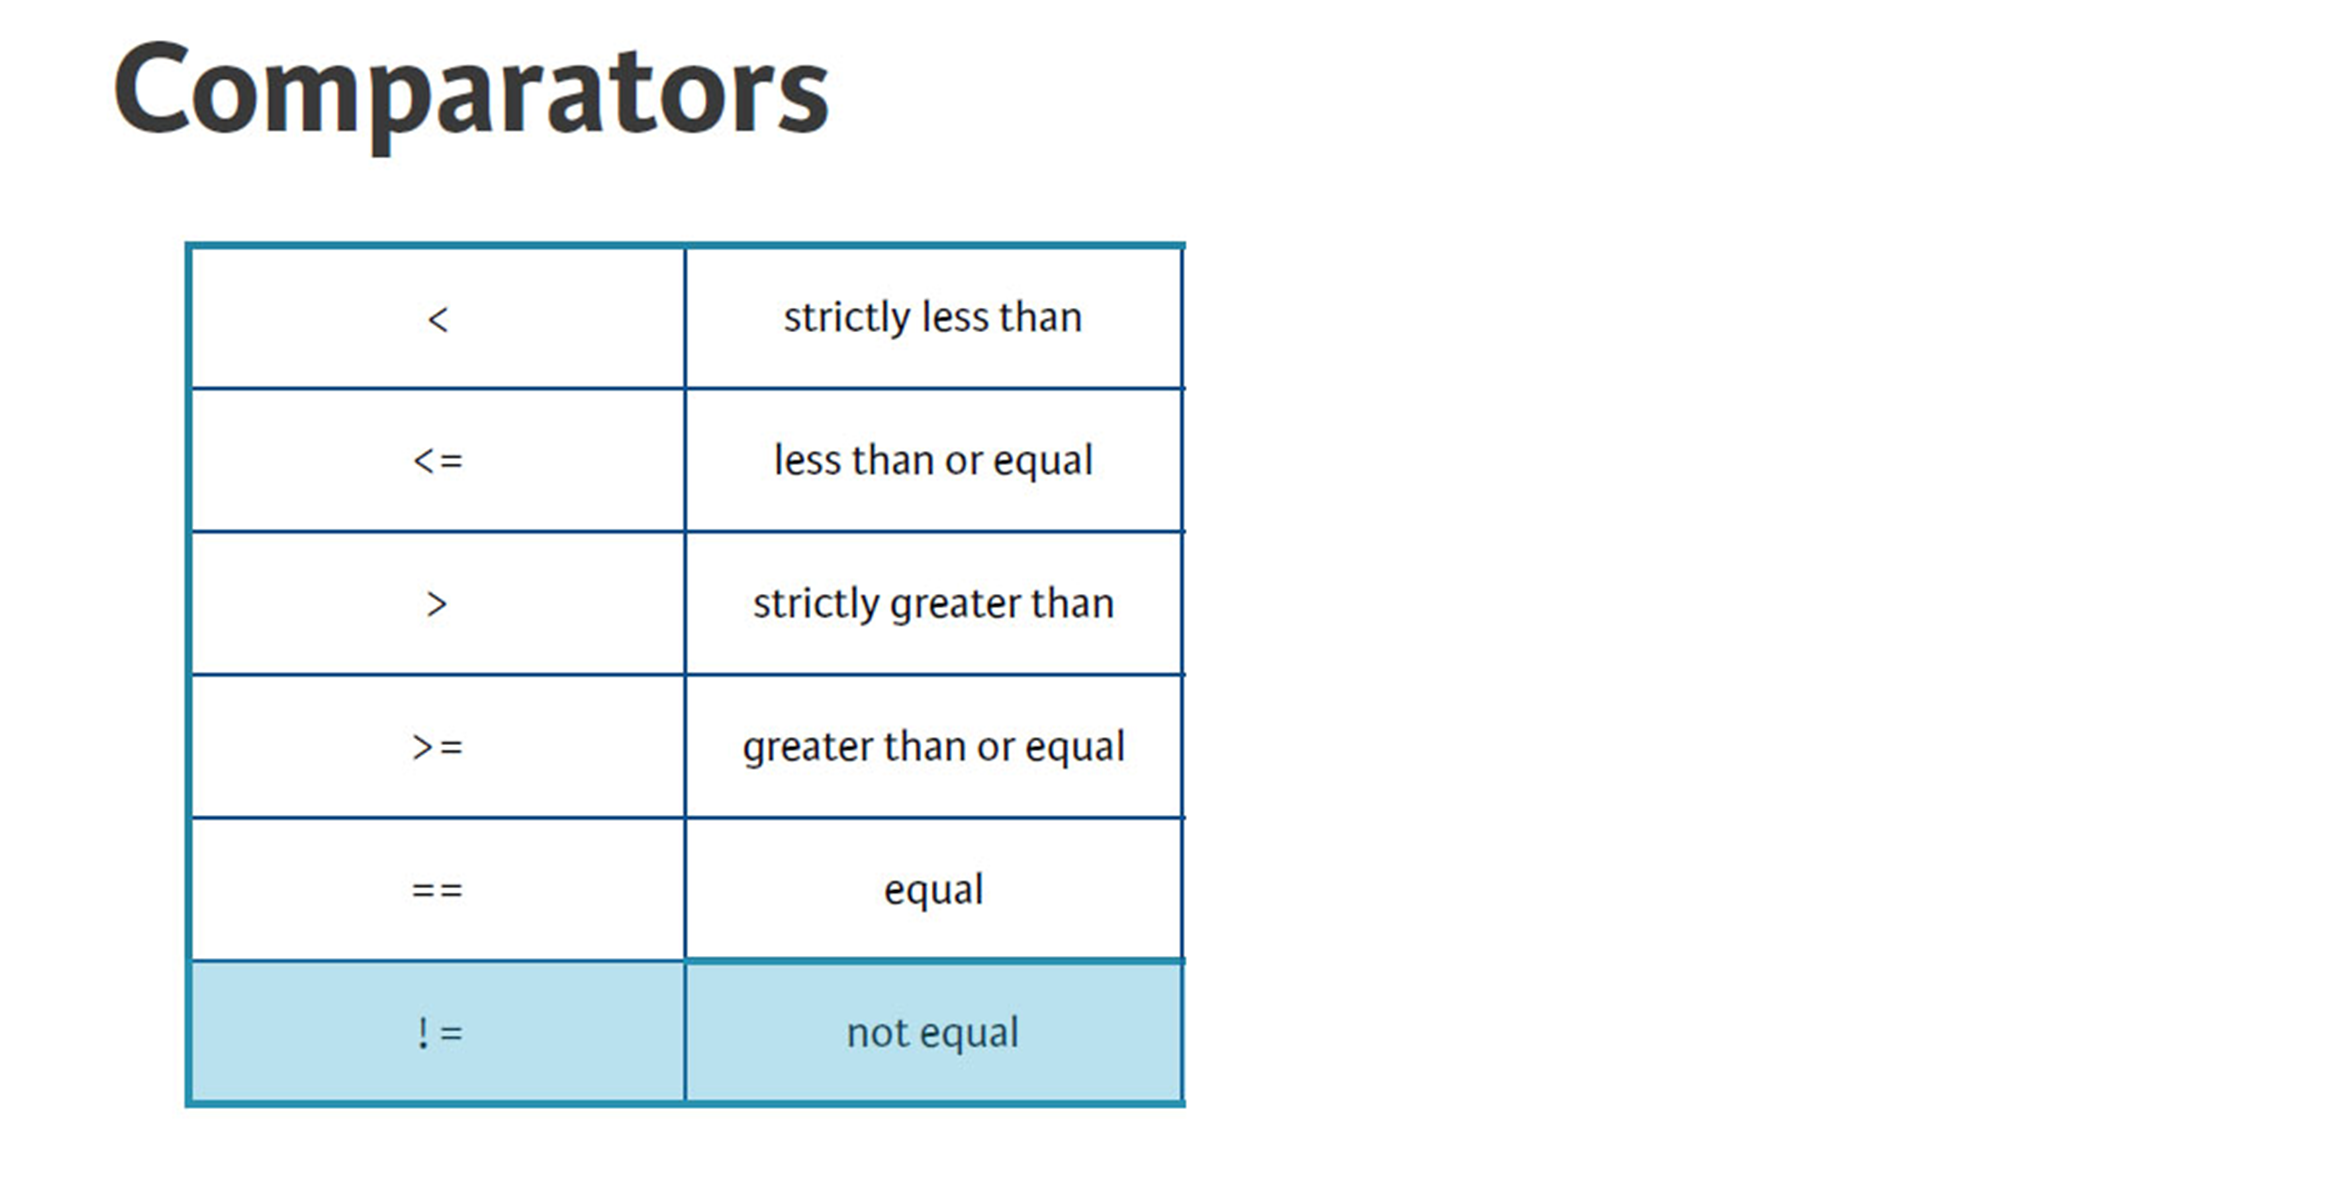 Comparators
< strictly less than
<= less than or equal
> strictly greater than
>= greater than or equal
== equal
!= not equal